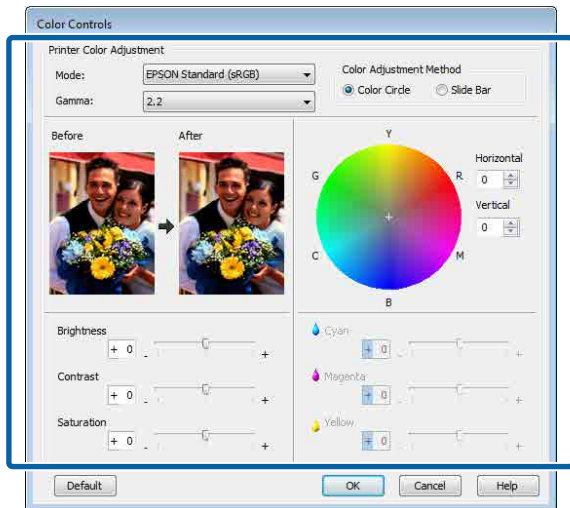 Color Controls
Printer Color Adjustment
Mode: EPSON Standard (sRGB)
Gamma: 2.2
Color Adjustment Method
Color Circle Slide Bar
Before After
Y
G R
C M
B
Horizontal
0
Vertical
0
Brightness
+ 0 - +
Contrast
+ 0 - +
Saturation
+ 0 - +
Cyan
+ 0 - +
Magenta
+ 0 - +
Yellow
+ 0 - +
Default OK Cancel Help